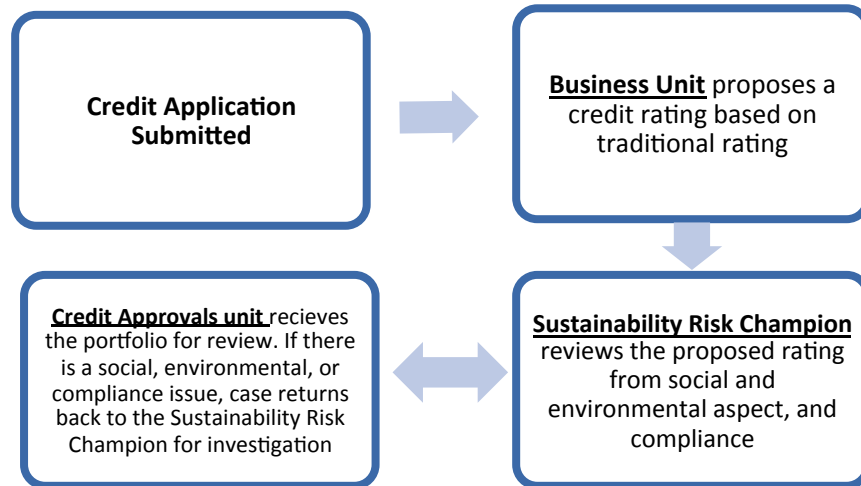 Credit Application
Submitted
Business Unit proposes a
credit rating based on
traditional rating
Sustainability Risk Champion
reviews the proposed rating
from social and
environmental aspect, and
compliance
Credit Approvals unit recieves
the portfolio for review. If there
is a social, environmental, or
compliance issue, case returns
back to the Sustainability Risk
Champion for investigation